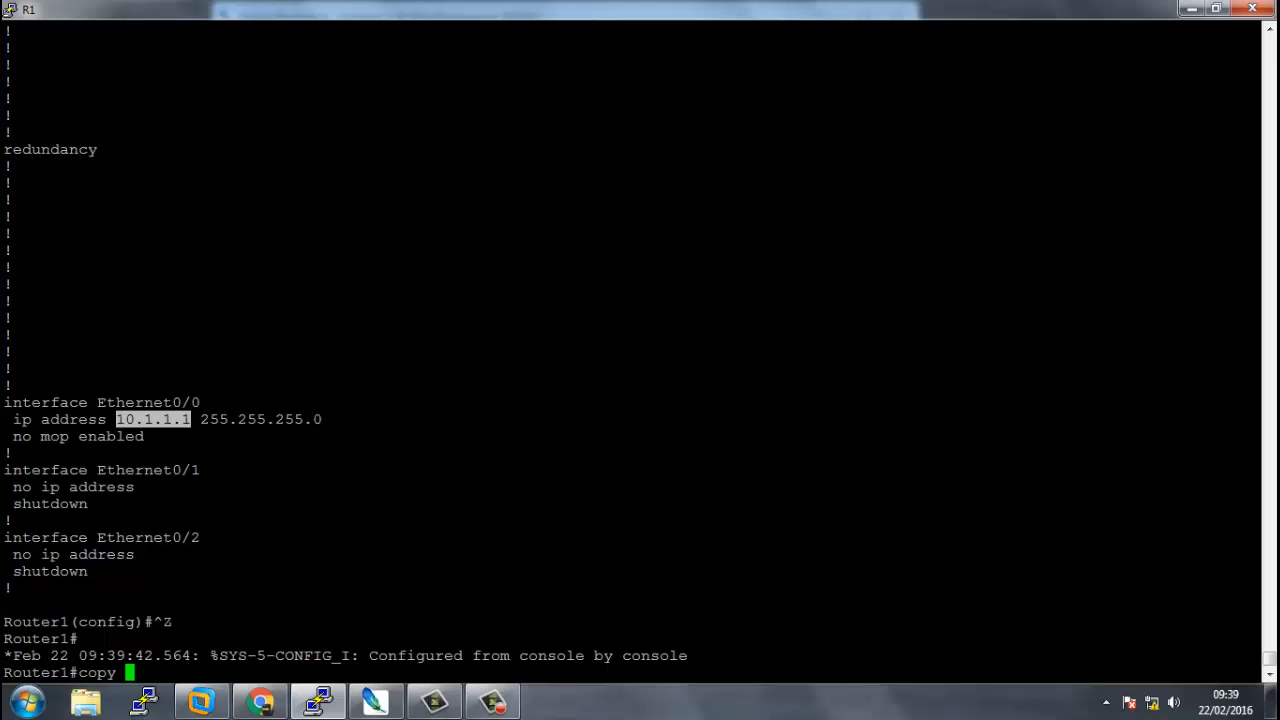 R1
!
!
!
!
!
!
!
redundancy
!
!
!
!
!
!
!
!
!
!
!
!
!
!
interface Ethernet0/0
ip address 10.1.1.1 255.255.255.0
no mop enabled
!
interface Ethernet0/1
no ip address
shutdown
!
interface Ethernet0/2
no ip address
shutdown
!
Router1(config)#^Z
Router1#
*Feb 22 09:39:42.564: %SYS-5-CONFIG_I: Configured from console by console
Router1#copy
09:39
22/02/2016